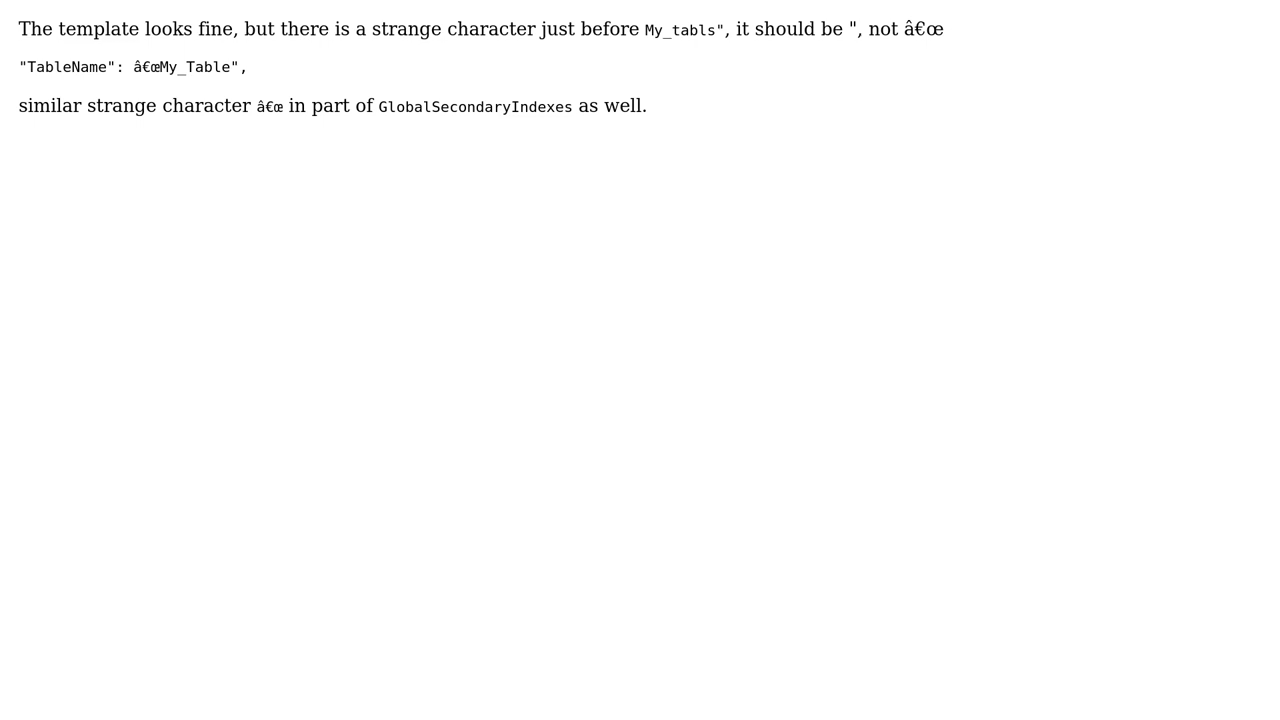 The template looks fine, but there is a strange character just before My_tabls", it should be ", not â€œ
"TableName": â€œMy_Table",
similar strange character â€œ in part of GlobalSecondaryIndexes as well.